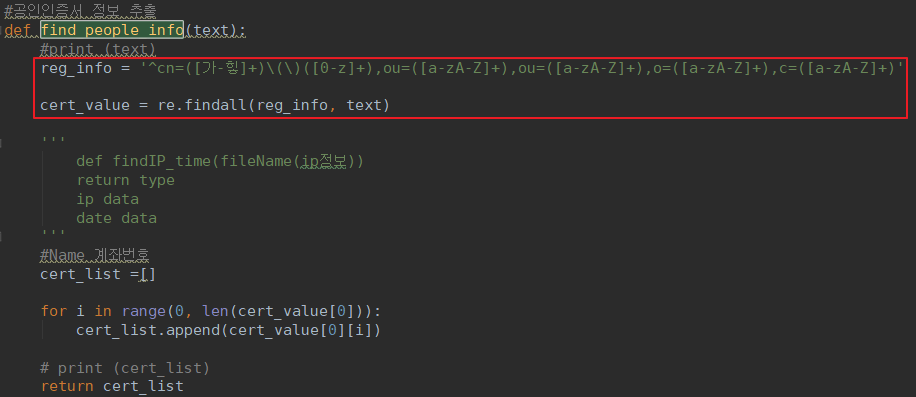 #공인인증서 정보 추출
def find_people_info(text):
#print (text)
reg_info = '^cn=([가-힣]+)\(\)([0-z]+),ou=([a-zA-Z]+),ou=([a-zA-Z]+),o=([a-zA-Z]+),c=([a-zA-Z]+)'
cert_value = re.findall(reg_info, text)
'''
def findIP_time(fileName(ip정보))
return type
ip data
date data
'''
#Name 계좌번호
cert_list =[]
for i in range(0, len(cert_value[0])):
cert_list.append(cert_value[0][i])
# print (cert_list)
return cert_list